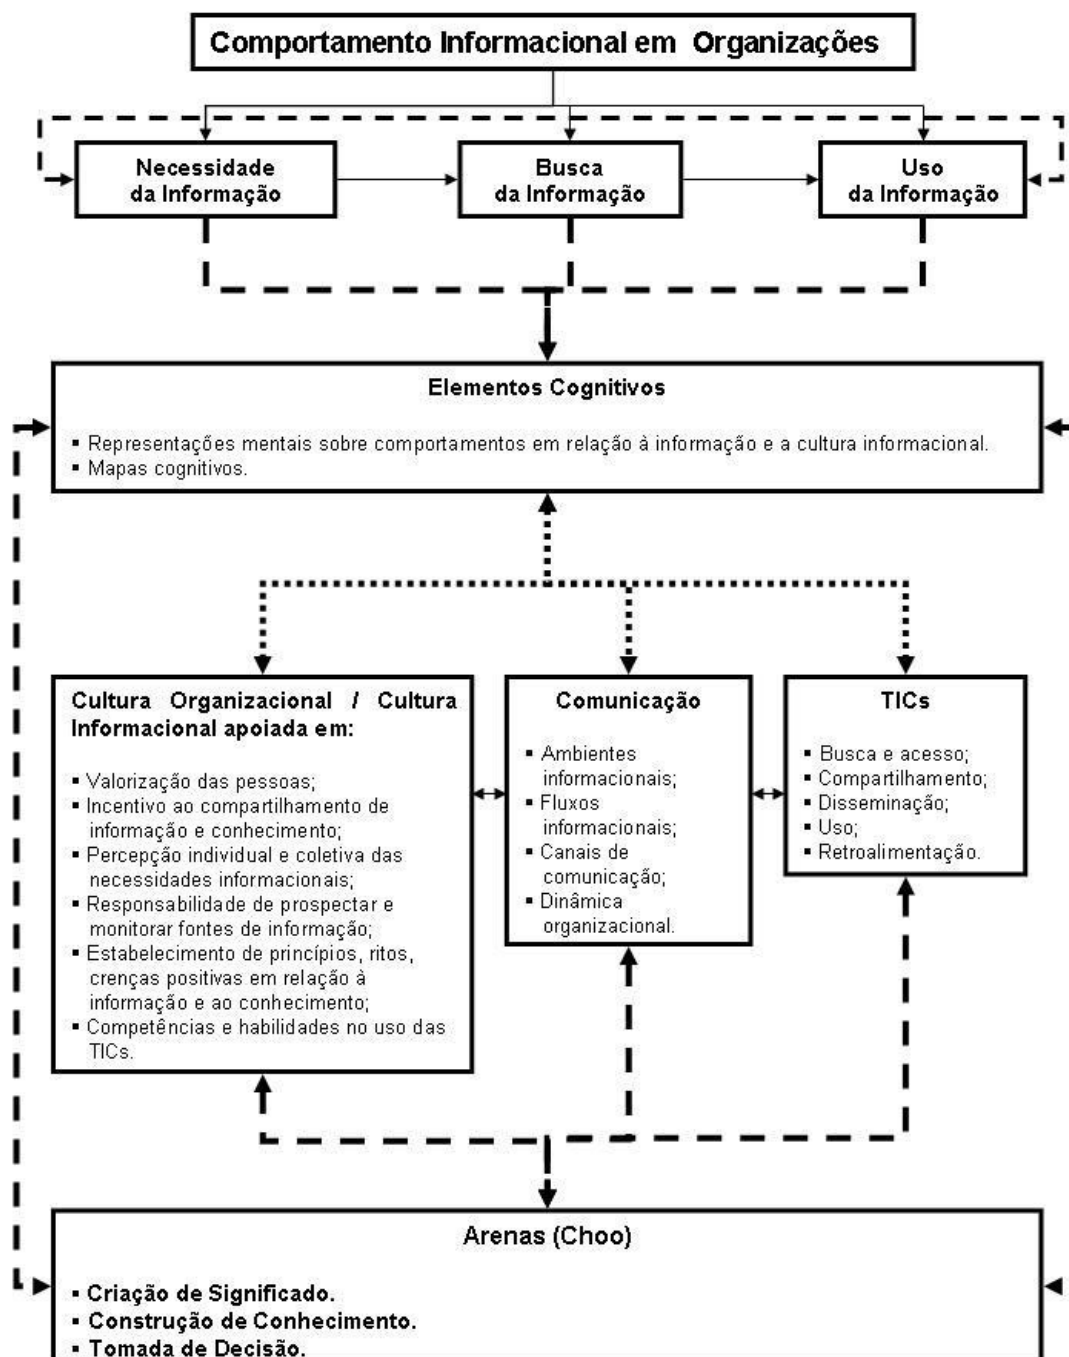 Comportamento Informacional em Organizações
Necessidade
da Informação
Busca
da Informação
Uso
da Informação
Elementos Cognitivos
▪ Representações mentais sobre comportamentos em relação à informação e a cultura informacional.
▪ Mapas cognitivos.
Cultura Organizacional / Cultura
Informacional apoiada em:
▪ Valorização das pessoas;
▪ Incentivo ao compartilhamento de
informação e conhecimento;
▪ Percepção individual e coletiva das
necessidades informacionais;
▪ Responsabilidade de prospectar e
monitorar fontes de informação;
▪ Estabelecimento de princípios, ritos,
crenças positivas em relação à
informação e ao conhecimento;
▪ Competências e habilidades no uso das
TICs.
Comunicação
▪ Ambientes
informacionais;
▪ Fluxos
informacionais;
▪ Canais de
comunicação;
▪ Dinâmica
organizacional.
TICs
▪ Busca e acesso;
▪ Compartilhamento;
▪ Disseminação;
▪ Uso;
▪ Retroalimentação.
Arenas (Choo)
▪ Criação de Significado.
▪ Construção de Conhecimento.
▪ Tomada de Decisão.